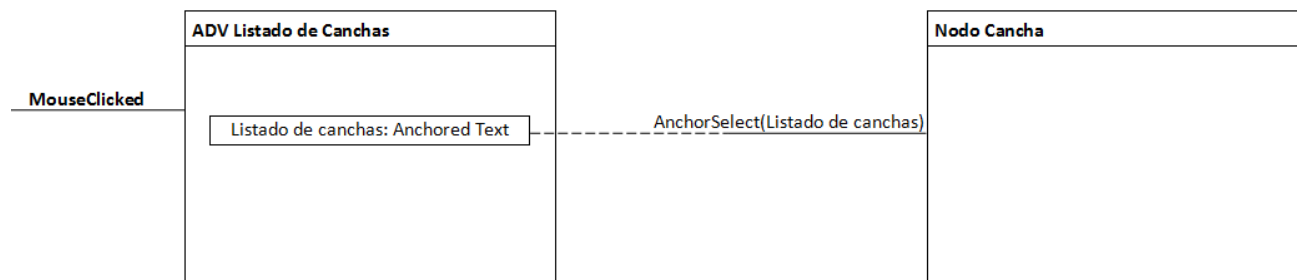 ADV Listado de Canchas
Nodo Cancha
MouseClicked
Listado de canchas: Anchored Text
AnchorSelect(Listado de canchas)